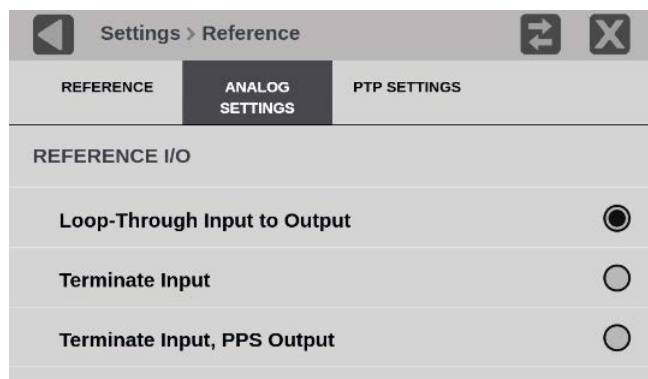 Settings > Reference
REFERENCE
ANALOG
SETTINGS
PTP SETTINGS
REFERENCE I/O
Loop-Through Input to Output
Terminate Input
Terminate Input, PPS Output